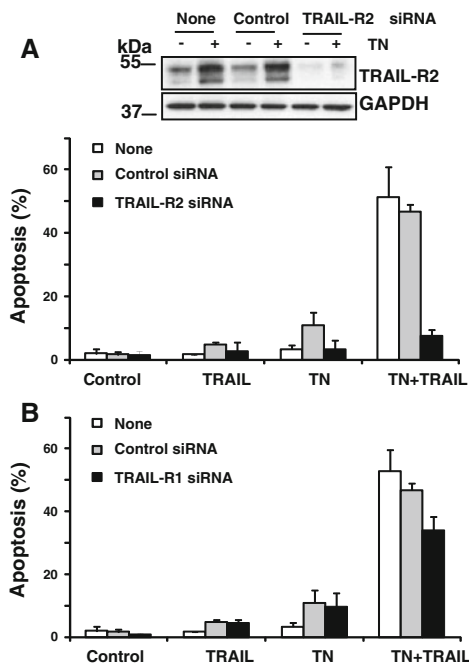 None Control TRAIL-R2 siRNA
A
kDa - + - + - + TN
55 TRAIL-R2
37 GAPDH
None
Control siRNA
TRAIL-R2 siRNA
Apoptosis (%)
60
40
20
0
Control TRAIL TN TN+TRAIL
B
None
Control siRNA
TRAIL-R1 siRNA
Apoptosis (%)
60
40
20
0
Control TRAIL TN TN+TRAIL